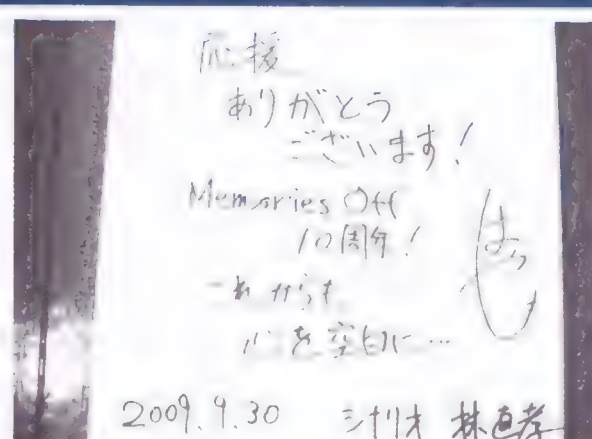 応援
ありがとう
ございます!
Memories Off
10周年!
これからも
心を空色に…
2009.9.30 シナリオ 林直孝